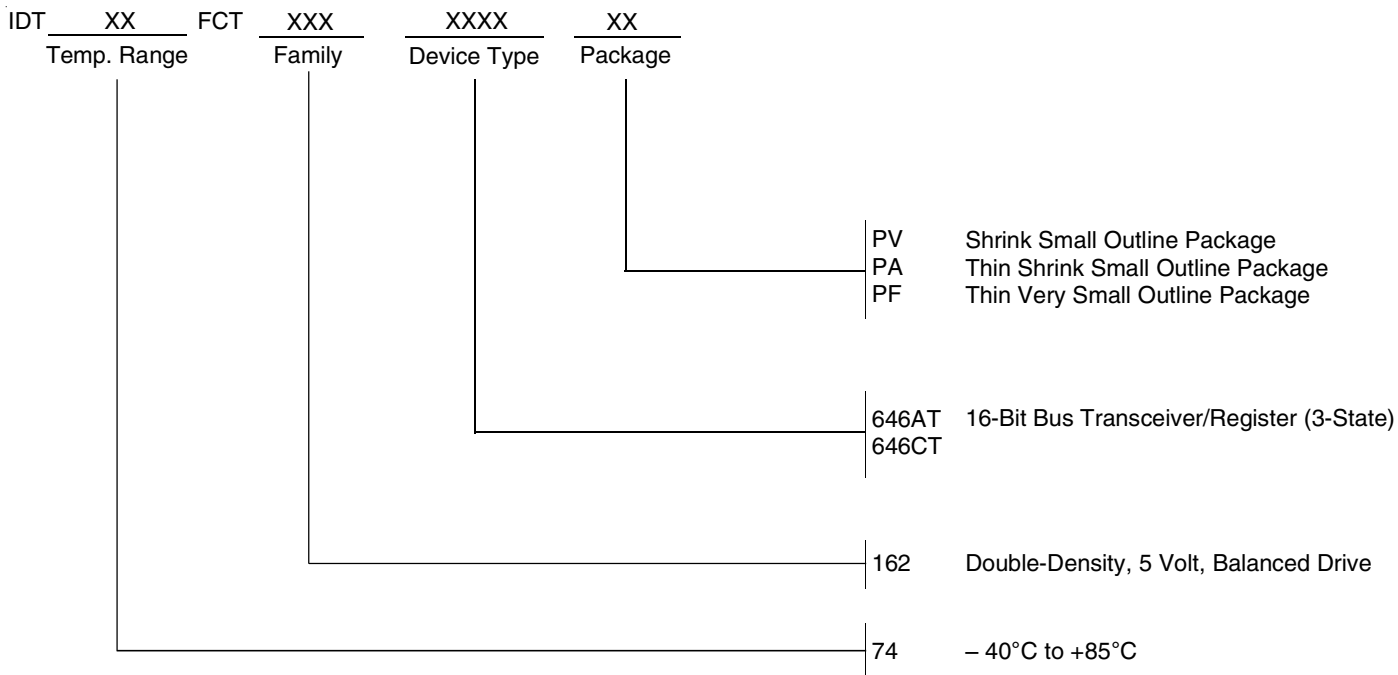 IDT XX FCT XXX XXXX XX
Temp. Range Family Device Type Package
PV Shrink Small Outline Package
PA Thin Shrink Small Outline Package
PF Thin Very Small Outline Package
646AT 16-Bit Bus Transceiver/Register (3-State)
646CT
162 Double-Density, 5 Volt, Balanced Drive
74 – 40°C to +85°C